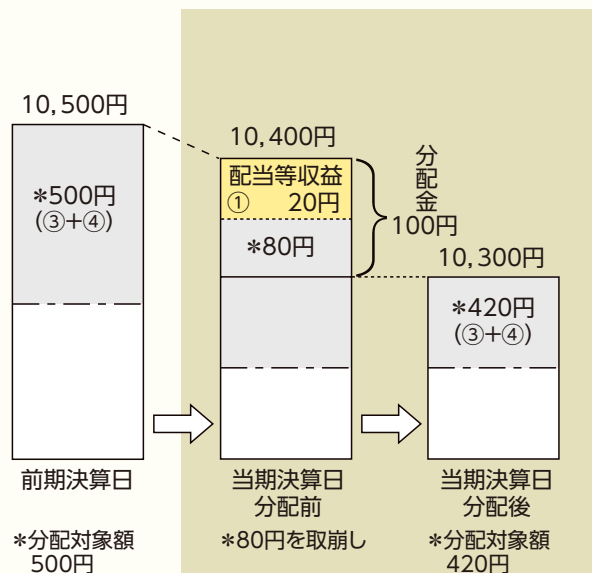 10,500円
*500円
(③+④)
前期決算日
*分配対象額
500円
10,400円
配当等収益
① 20円
*80円
分配金
100円
当期決算日
分配前
*80円を取崩し
10,300円
*420円
(③+④)
当期決算日
分配後
*分配対象額
420円